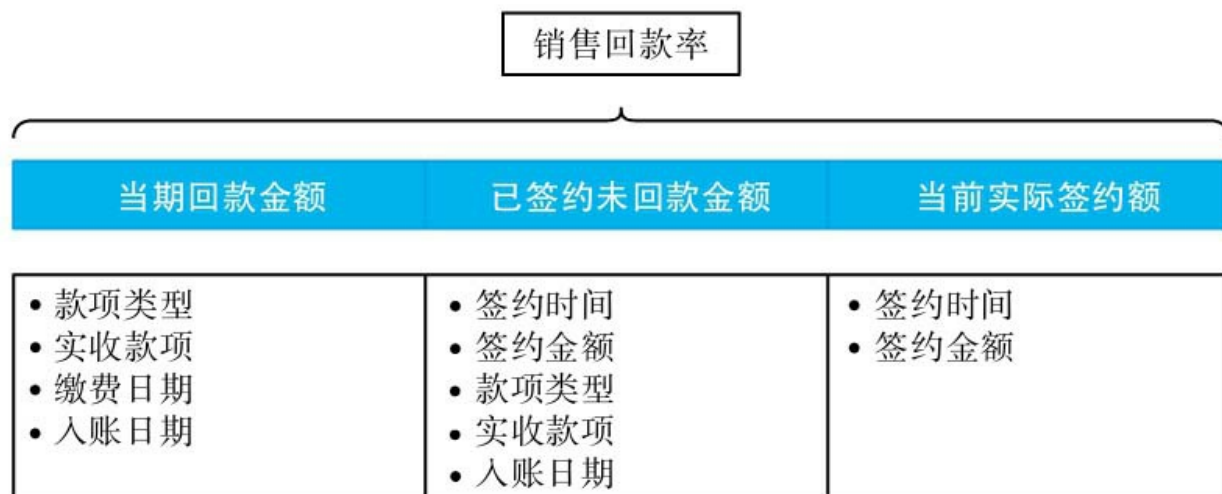 销售回款率
当期回款金额
已签约未回款金额
当前实际签约额
• 款项类型
• 实收款项
• 缴费日期
• 入账日期
• 签约时间
• 签约金额
• 款项类型
• 实收款项
• 入账日期
• 签约时间
• 签约金额